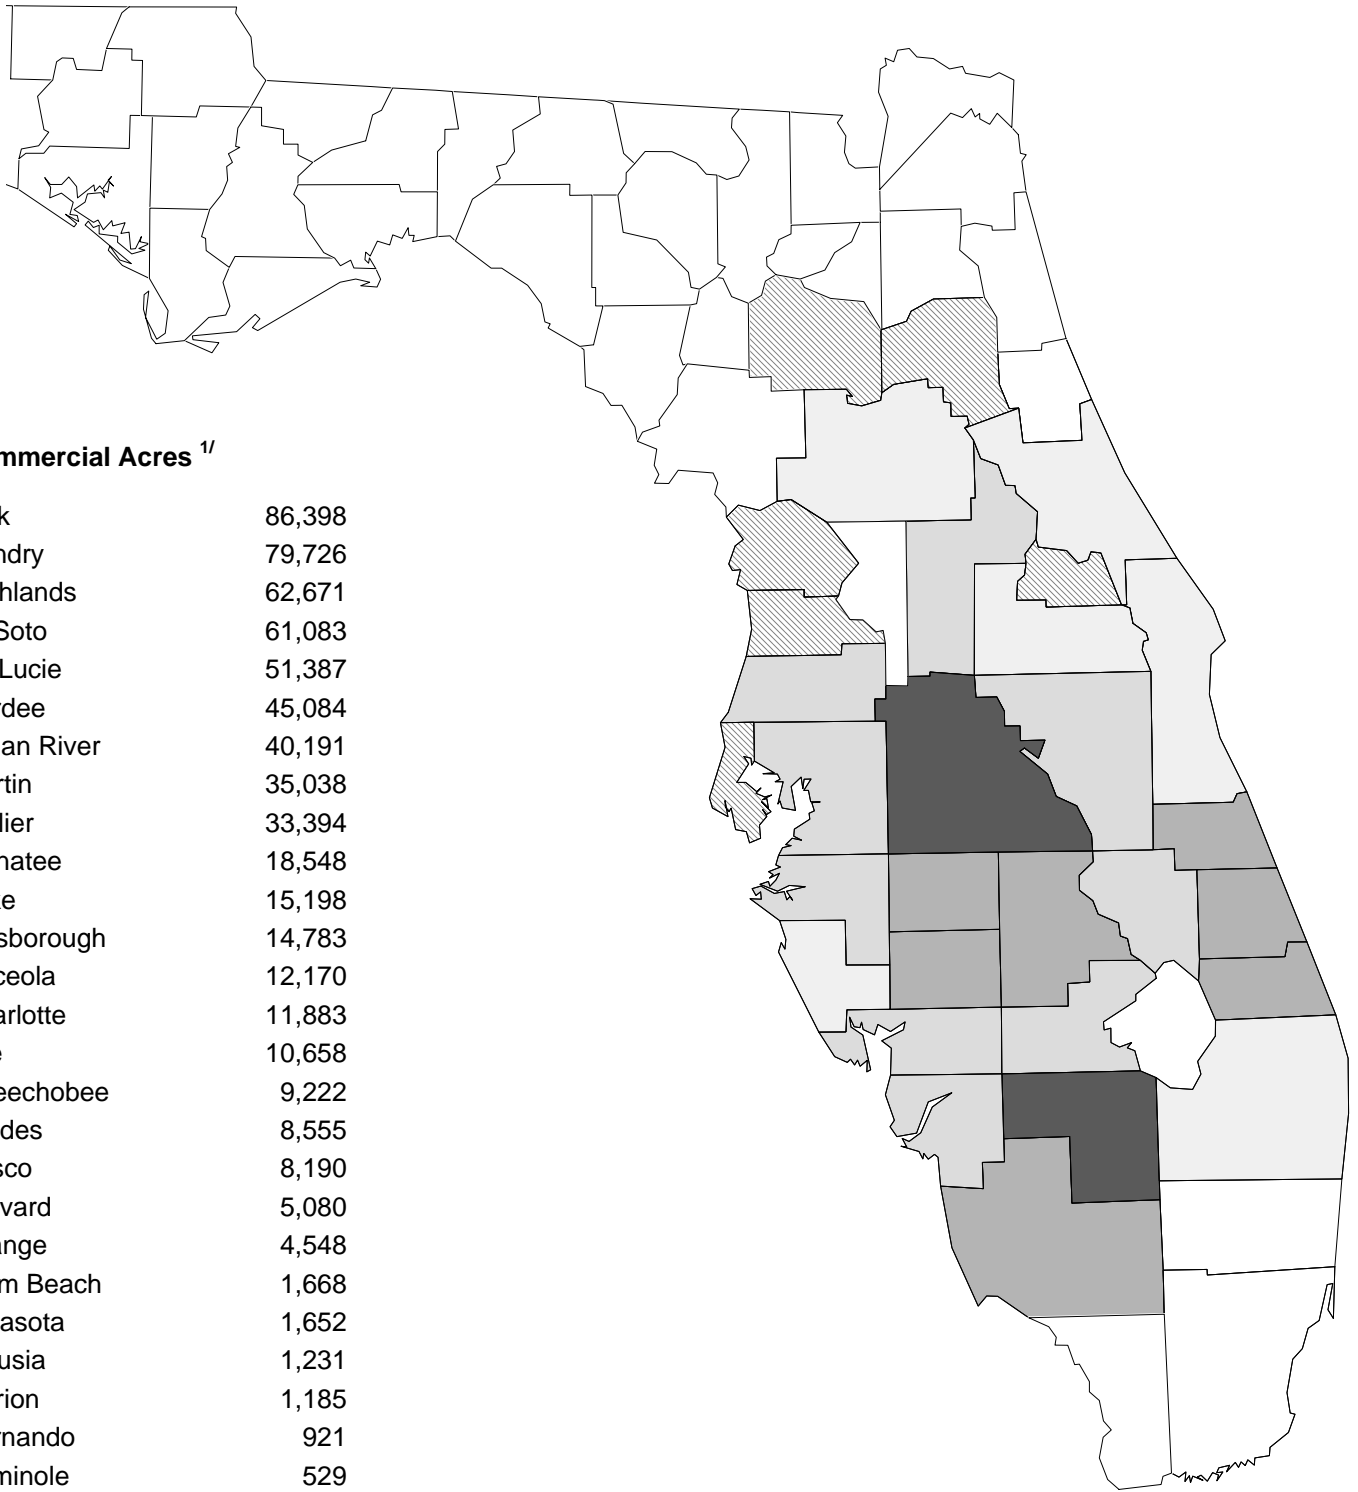 mmercial Acres 1/
k 86,398
ndry 79,726
hlands 62,671
Soto 61,083
Lucie 51,387
rdee 45,084
an River 40,191
rtin 35,038
lier 33,394
natee 18,548
ke 15,198
sborough 14,783
ceola 12,170
arlotte 11,883
e 10,658
eechobee 9,222
des 8,555
sco 8,190
vard 5,080
ange 4,548
m Beach 1,668
asota 1,652
usia 1,231
rion 1,185
rnando 921
minole 529